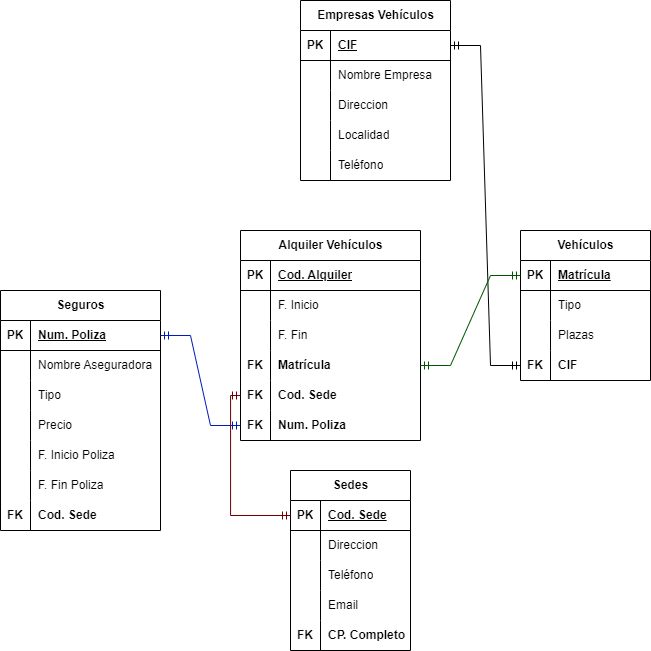 Empresas Vehículos
PK CIF
Nombre Empresa
Direccion
Localidad
Teléfono
Alquiler Vehículos
PK Cod. Alquiler
F. Inicio
F. Fin
FK Matrícula
FK Cod. Sede
FK Num. Poliza
Vehículos
PK Matrícula
Tipo
Plazas
FK CIF
Seguros
PK Num. Poliza
Nombre Aseguradora
Tipo
Precio
F. Inicio Poliza
F. Fin Poliza
FK Cod. Sede
Sedes
PK Cod. Sede
Direccion
Teléfono
Email
FK CP. Completo